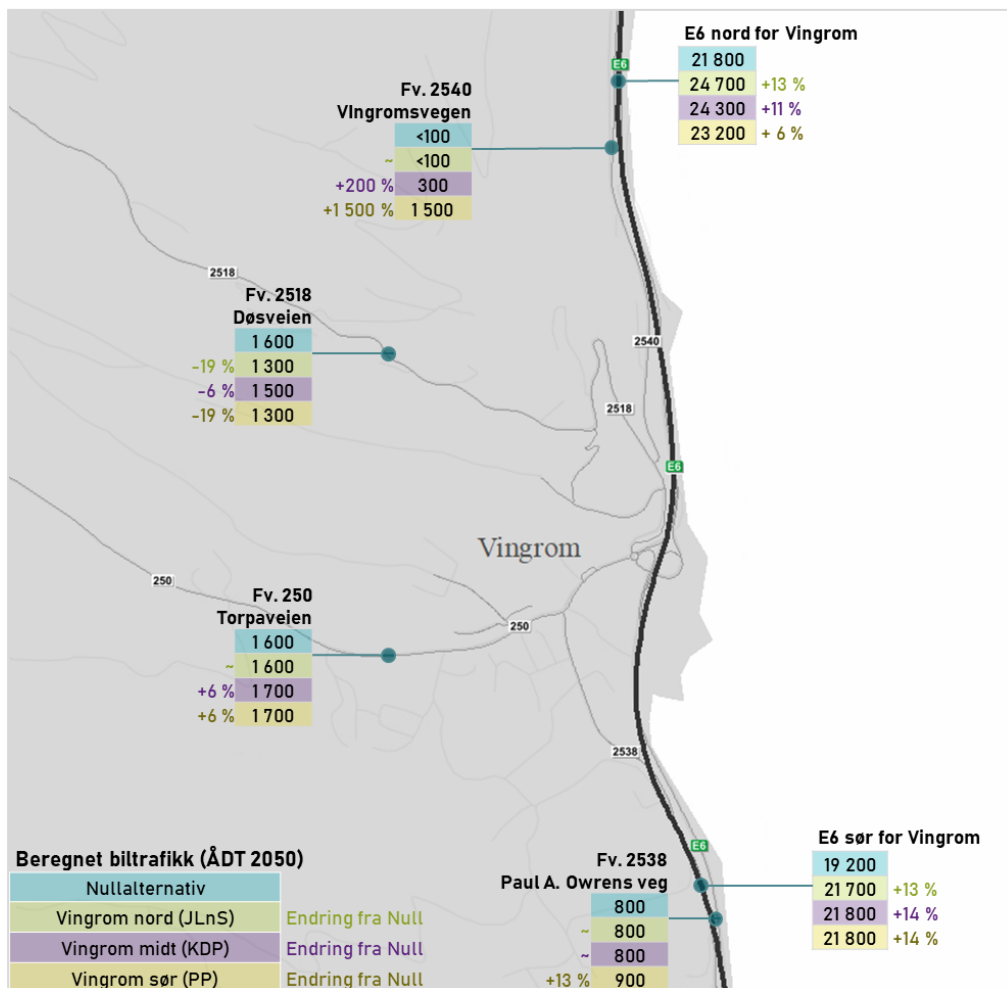 E6 nord for Vingrom
21 800
24 700 +13 %
24 300 +11 %
23 200 + 6 %
E6
Fv. 2540
VIngromsvegen
<100
~ <100
+200 % 300
+1 500 % 1 500
2518
Fv. 2518
Døsveien
1 600
-19 % 1 300
-6 % 1 500
-19 % 1 300
2540
2518
E6
Vingrom
250
Fv. 250
Torpaveien
1 600
~ 1 600
+6 % 1 700
+6 % 1 700
250
2538
E6
E6 sør for Vingrom
19 200
21 700 +13 %
21 800 +14 %
21 800 +14 %
Fv. 2538
Paul A. Owrens veg
800
~ 800
~ 800
+13 % 900
Beregnet biltrafikk (ÅDT 2050)
Nullalternativ
Vingrom nord (JLnS) Endring fra Null
Vingrom midt (KDP) Endring fra Null
Vingrom sør (PP) Endring fra Null